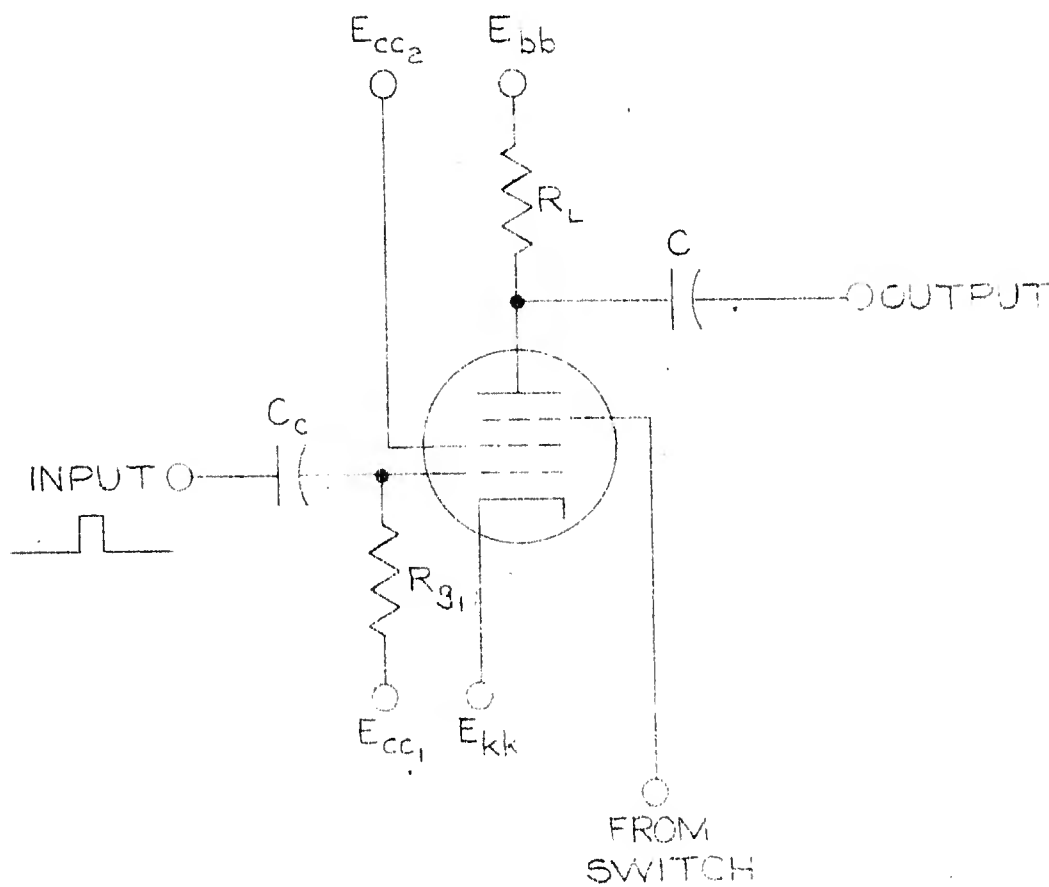 Ecc2 Ebb
RL
C
OUTPUT
Cc
INPUT
Rg1
Ecc1 Ekk
FROM
SWITCH